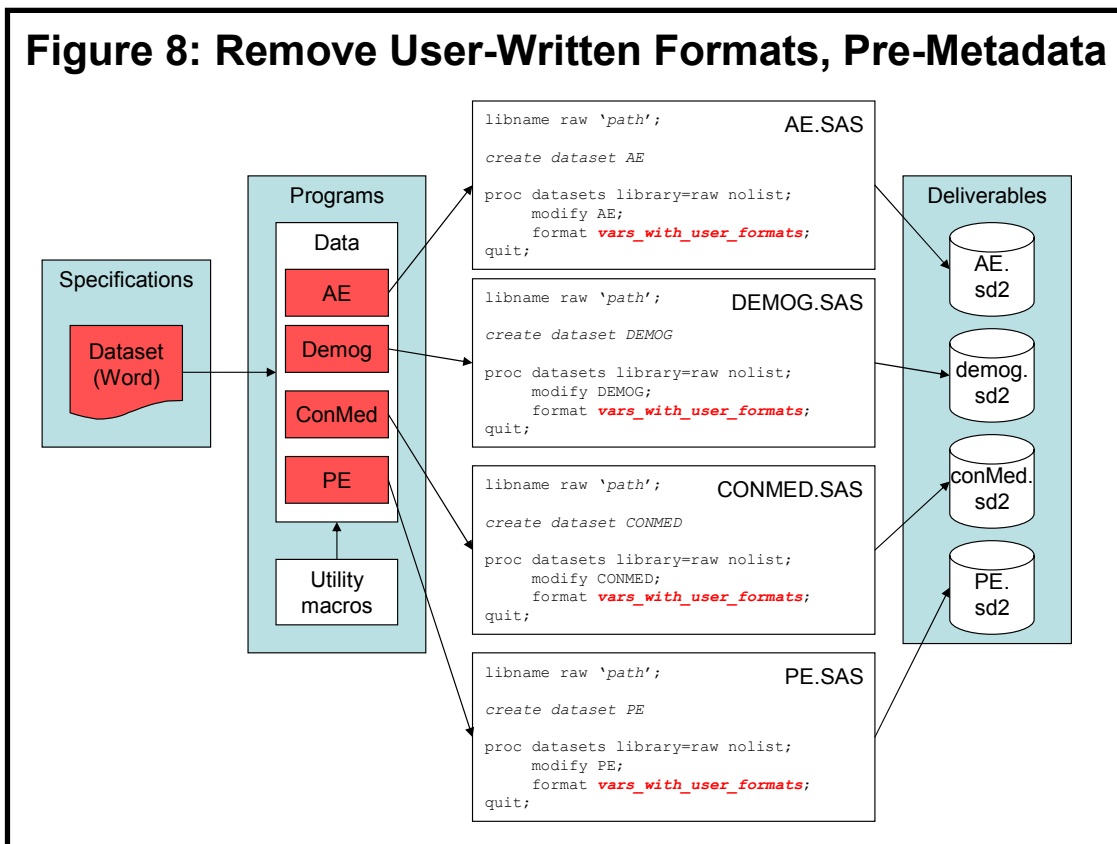 Figure 8: Remove User-Written Formats, Pre-Metadata
Specifications
Dataset
(Word)
Programs
Data
AE
Demog
ConMed
PE
Utility
macros
libname raw ‘path’;
AE.SAS
create dataset AE
proc datasets library=raw nolist;
modify AE;
format vars_with_user_formats;
quit;
libname raw ‘path’;
DEMOG.SAS
create dataset DEMOG
proc datasets library=raw nolist;
modify DEMOG;
format vars_with_user_formats;
quit;
libname raw ‘path’;
CONMED.SAS
create dataset CONMED
proc datasets library=raw nolist;
modify CONMED;
format vars_with_user_formats;
quit;
libname raw ‘path’;
PE.SAS
create dataset PE
proc datasets library=raw nolist;
modify PE;
format vars_with_user_formats;
quit;
Deliverables
AE.
sd2
demog.
sd2
conMed.
sd2
PE.
sd2